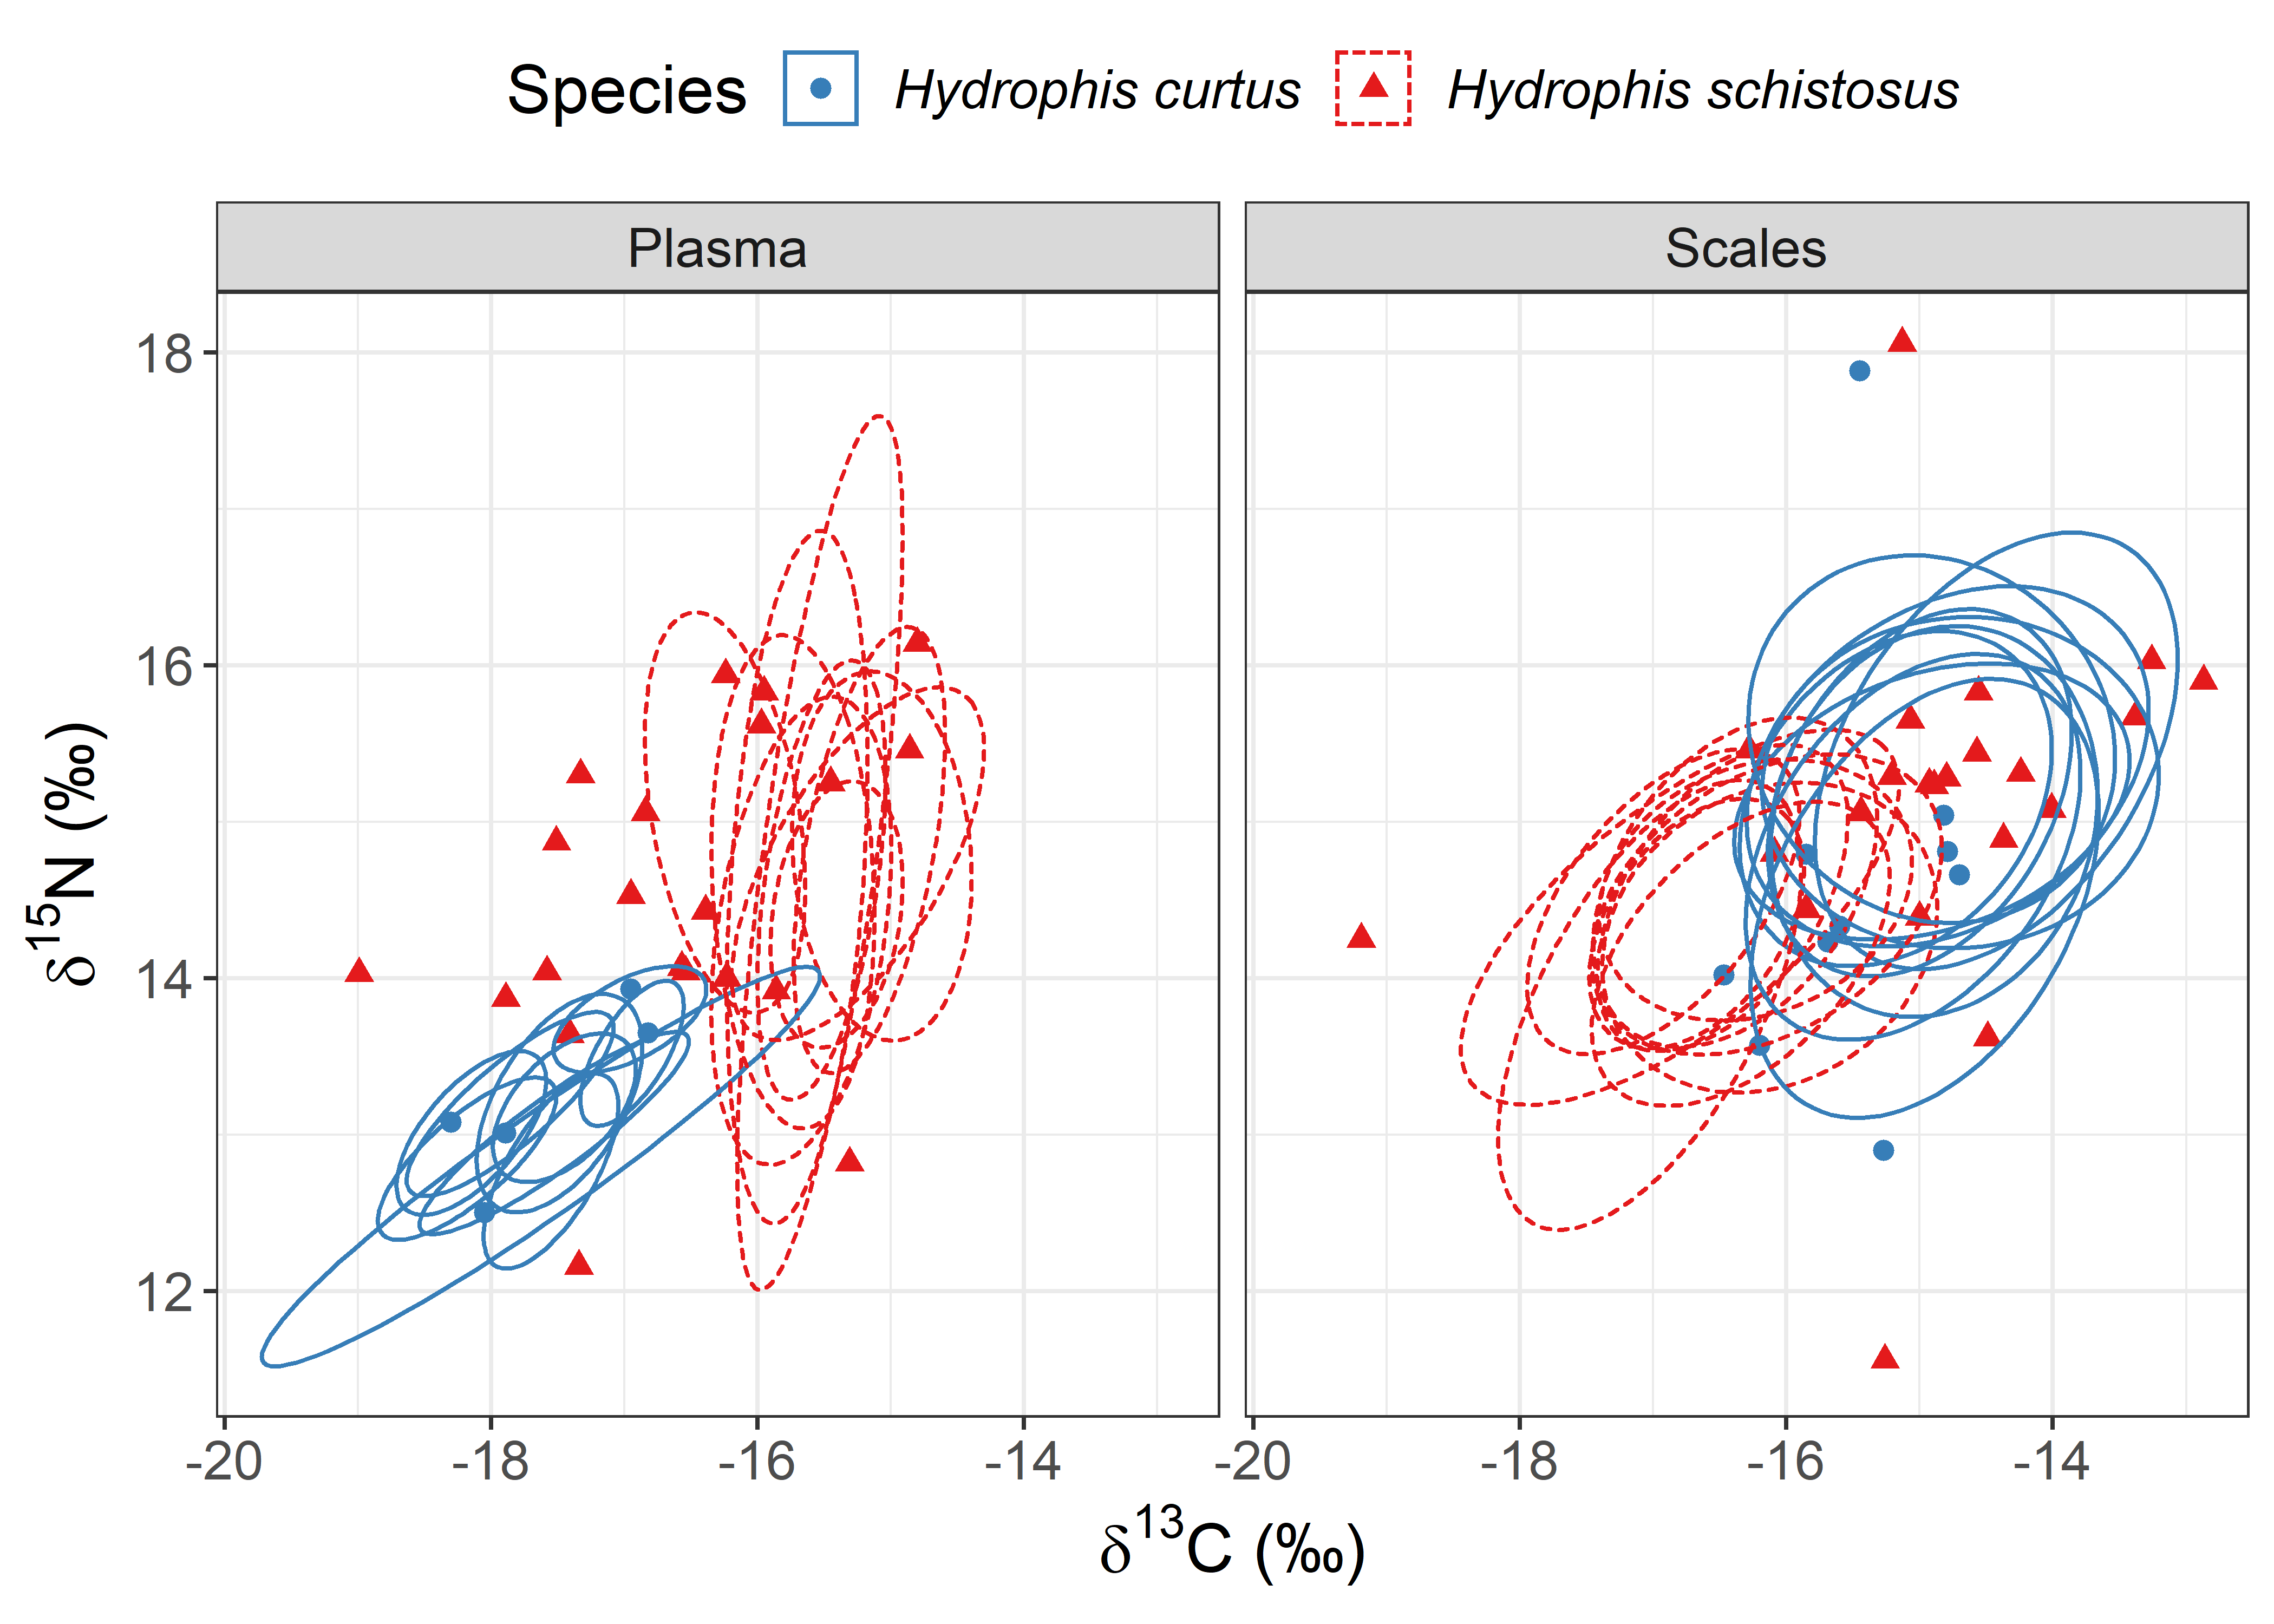 Species Hydrophis curtus Hydrophis schistosus
Plasma Scales
18
16
14
12
δ15N (‰)
-20 -18 -16 -14 -20 -18 -16 -14
δ13C (‰)